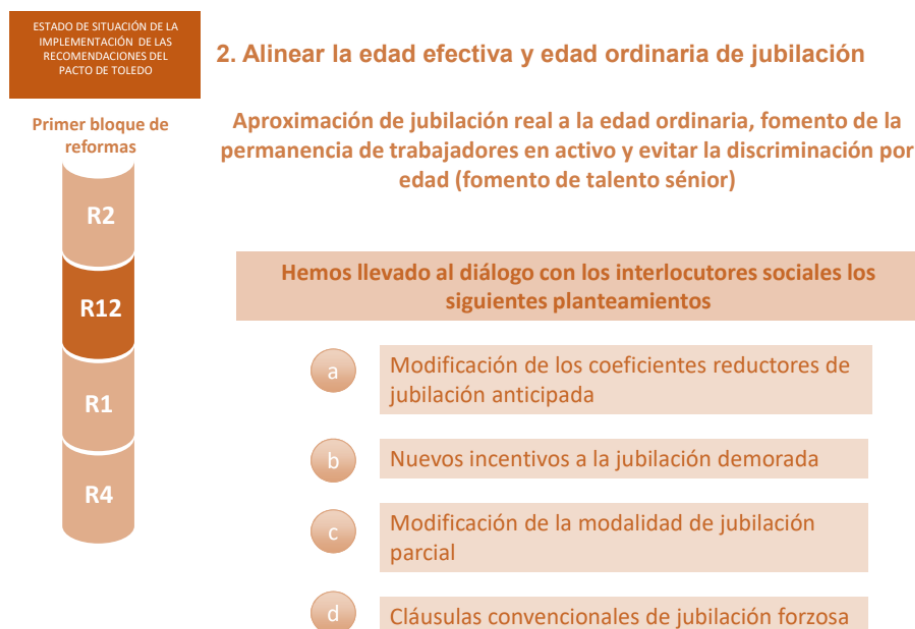 ESTADO DE SITUACIÓN DE LA
IMPLEMENTACIÓN DE LAS
RECOMENDACIONES DEL
PACTO DE TOLEDO
2. Alinear la edad efectiva y edad ordinaria de jubilación
Primer bloque de
reformas
R2
R12
R1
R4
Aproximación de jubilación real a la edad ordinaria, fomento de la
permanencia de trabajadores en activo y evitar la discriminación por
edad (fomento de talento sénior)
Hemos llevado al diálogo con los interlocutores sociales los
siguientes planteamientos
a
Modificación de los coeficientes reductores de
jubilación anticipada
b
Nuevos incentivos a la jubilación demorada
c
Modificación de la modalidad de jubilación
parcial
d
Cláusulas convencionales de jubilación forzosa